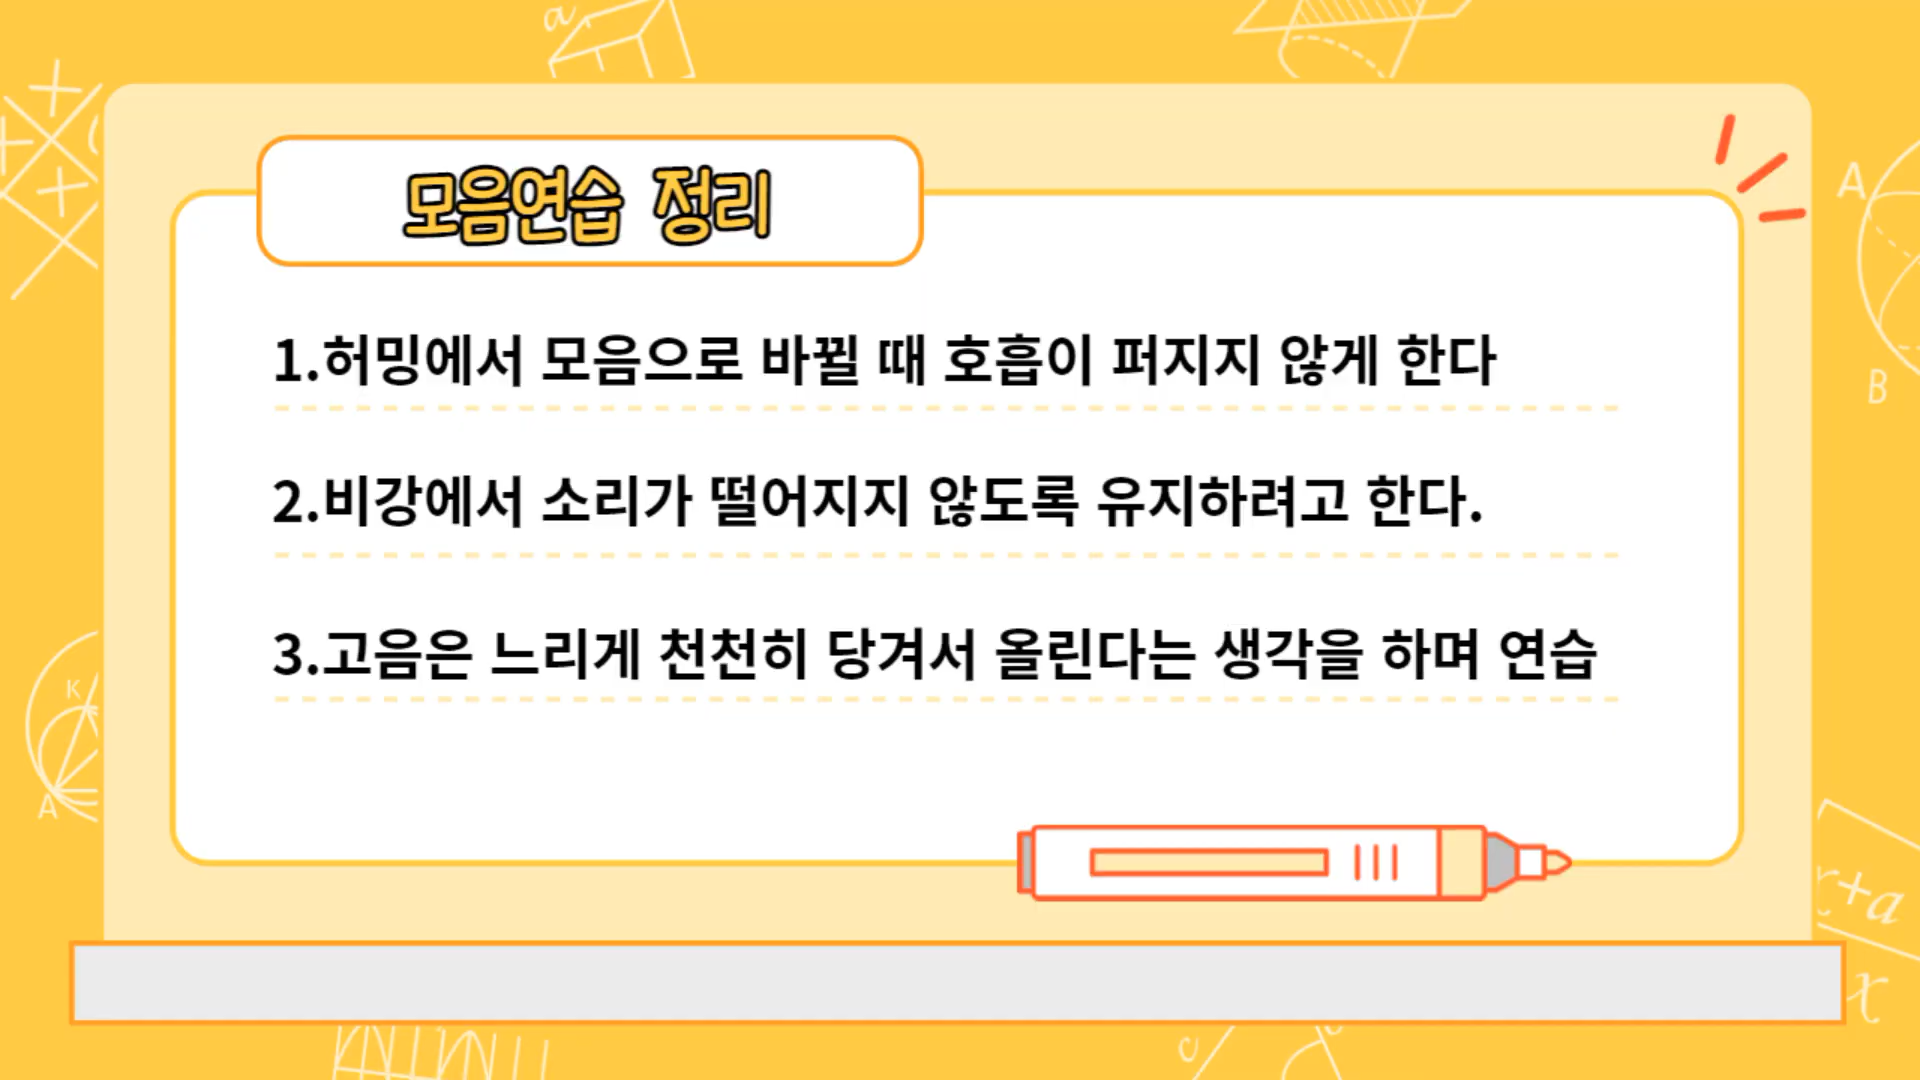 a
모음연습 정리
A
1.허밍에서 모음으로 바뀔 때 호흡이 퍼지지 않게 한다
B
2.비강에서 소리가 떨어지지 않도록 유지하려고 한다.
3.고음은 느리게 천천히 당겨서 올린다는 생각을 하며 연습
K
A
+a
x
c